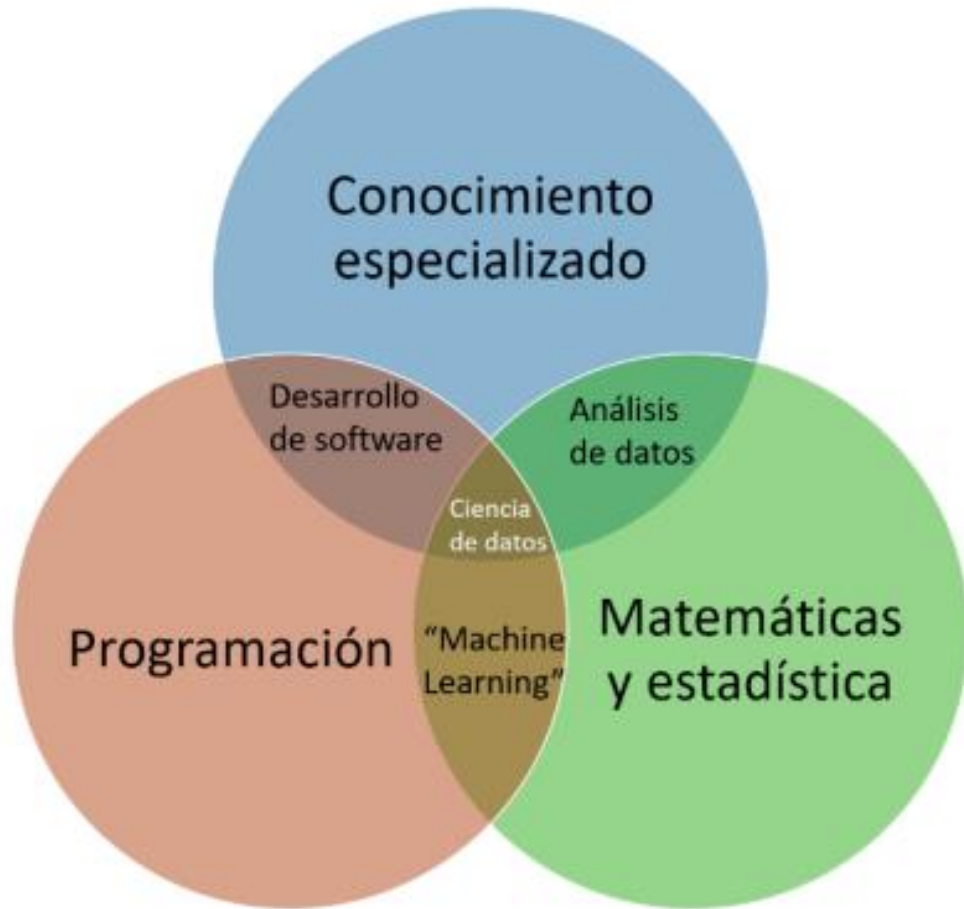 Conocimiento
especializado
Desarrollo
de software
Análisis
de datos
Ciencia
de datos
Programación
“Machine
Learning”
Matemáticas
y estadística